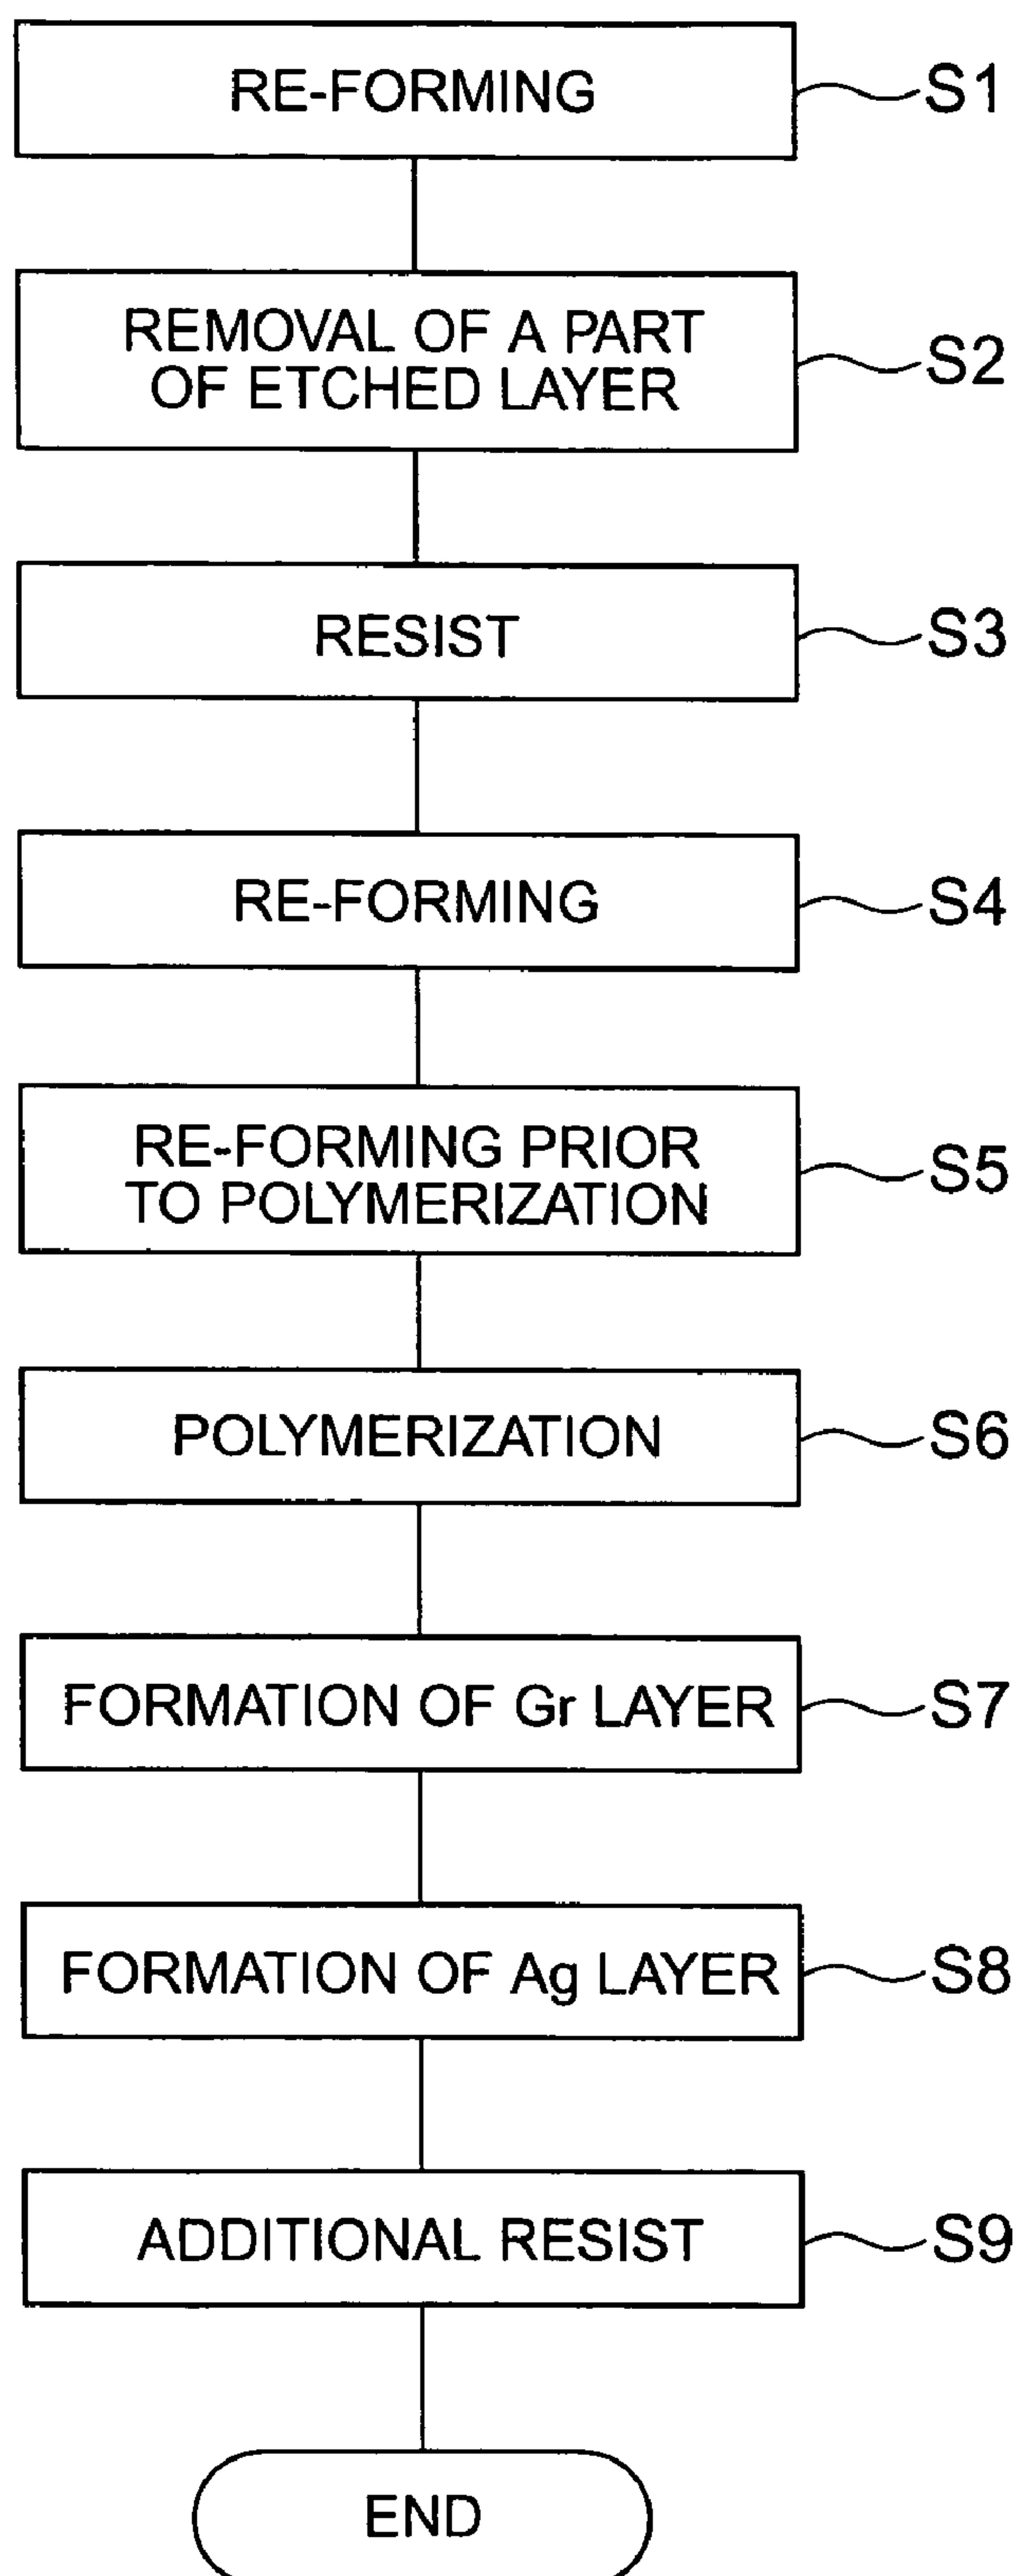 RE-FORMING
S1
REMOVAL OF A PART
OF ETCHED LAYER
S2
RESIST
S3
RE-FORMING
S4
RE-FORMING PRIOR
TO POLYMERIZATION
S5
POLYMERIZATION
S6
FORMATION OF Gr LAYER
S7
FORMATION OF Ag LAYER
S8
ADDITIONAL RESIST
S9
END